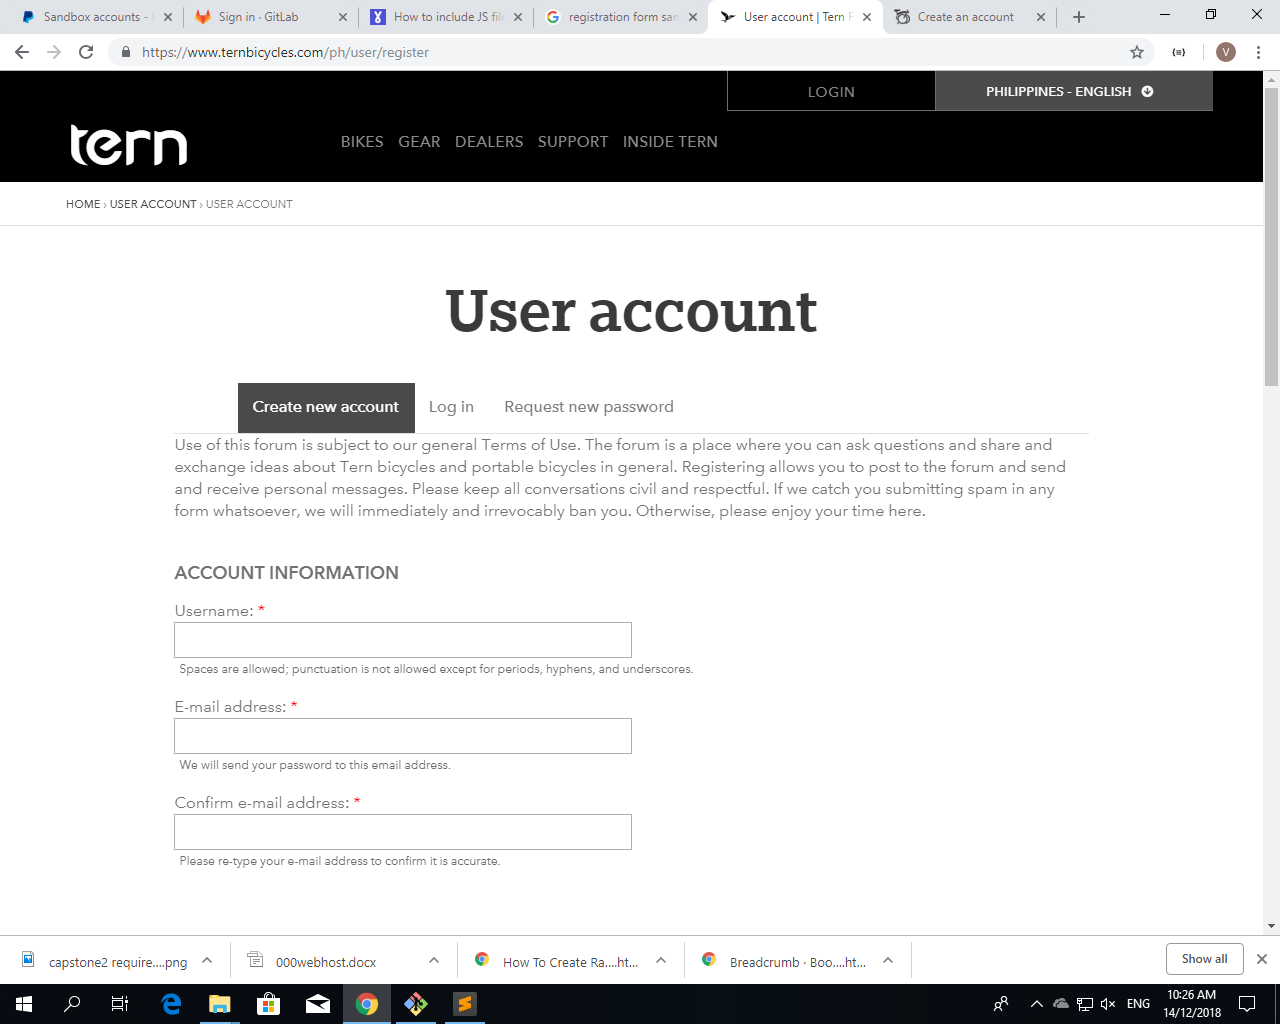 Sandbox accounts -
Sign in · GitLab
How to include JS fil
registration form sam
User account | Tern F
Create an account
https://www.ternbicycles.com/ph/user/register
V
LOGIN
PHILIPPINES - ENGLISH
tern
BIKES GEAR DEALERS SUPPORT INSIDE TERN
HOME › USER ACCOUNT › USER ACCOUNT
User account
Create new account Log in Request new password
Use of this forum is subject to our general Terms of Use. The forum is a place where you can ask questions and share and
exchange ideas about Tern bicycles and portable bicycles in general. Registering allows you to post to the forum and send
and receive personal messages. Please keep all conversations civil and respectful. If we catch you submitting spam in any
form whatsoever, we will immediately and irrevocably ban you. Otherwise, please enjoy your time here.
ACCOUNT INFORMATION
Username: *
Spaces are allowed; punctuation is not allowed except for periods, hyphens, and underscores.
E-mail address: *
We will send your password to this email address.
Confirm e-mail address: *
Please re-type your e-mail address to confirm it is accurate.
capstone2 require....png
000webhost.docx
How To Create Ra....ht...
Breadcrumb · Boo....ht...
Show all
ENG
10:26 AM
14/12/2018